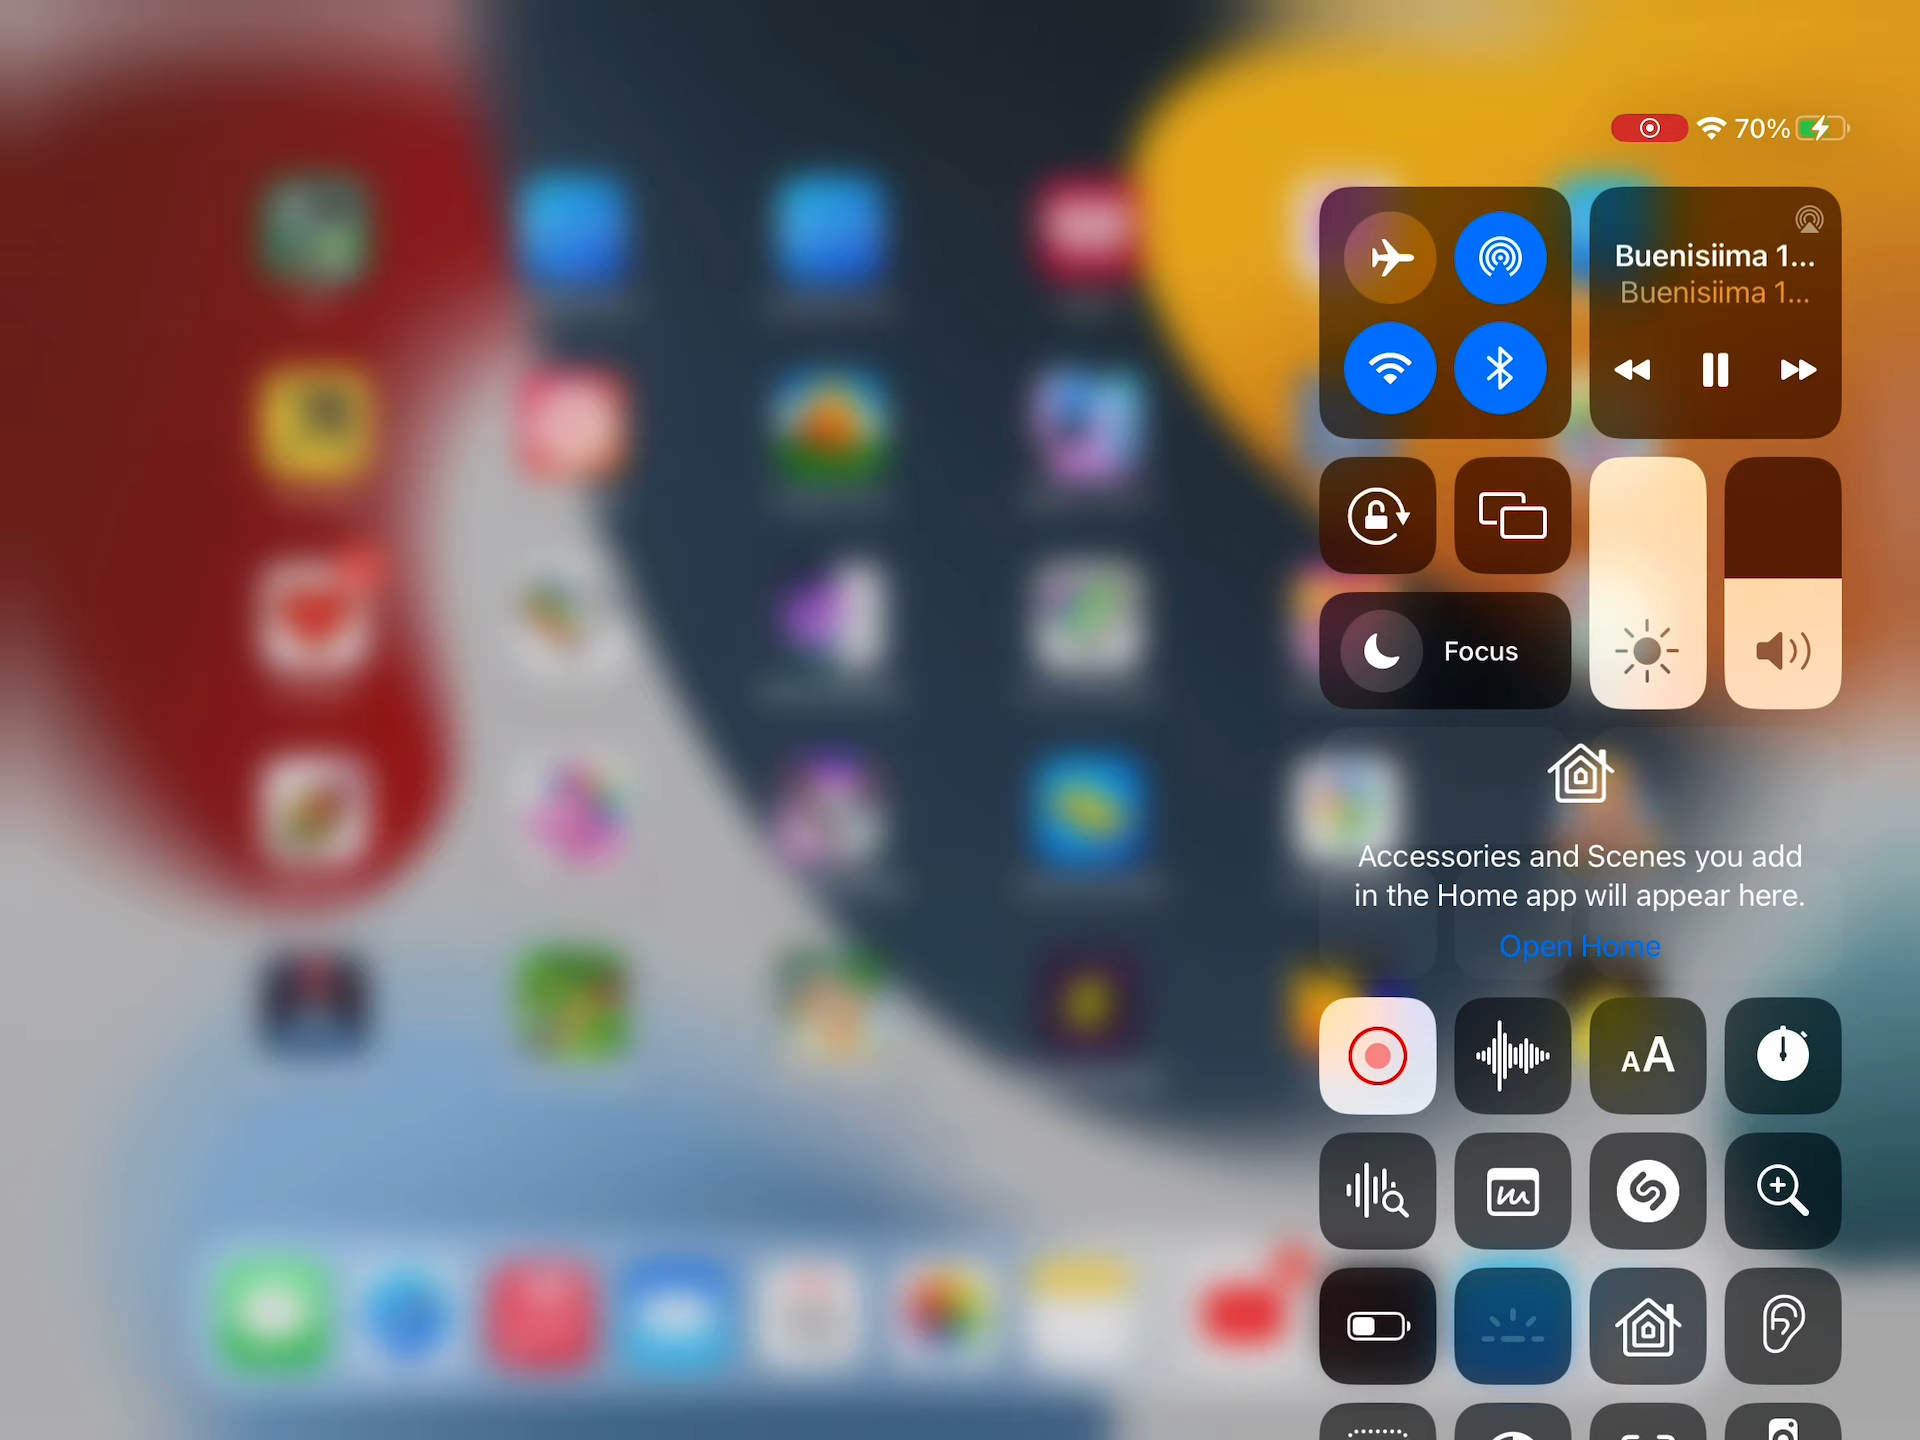 70%
Buenisiima 1...
Buenisiima 1...
Focus
Accessories and Scenes you add
in the Home app will appear here.
Open Home
AA